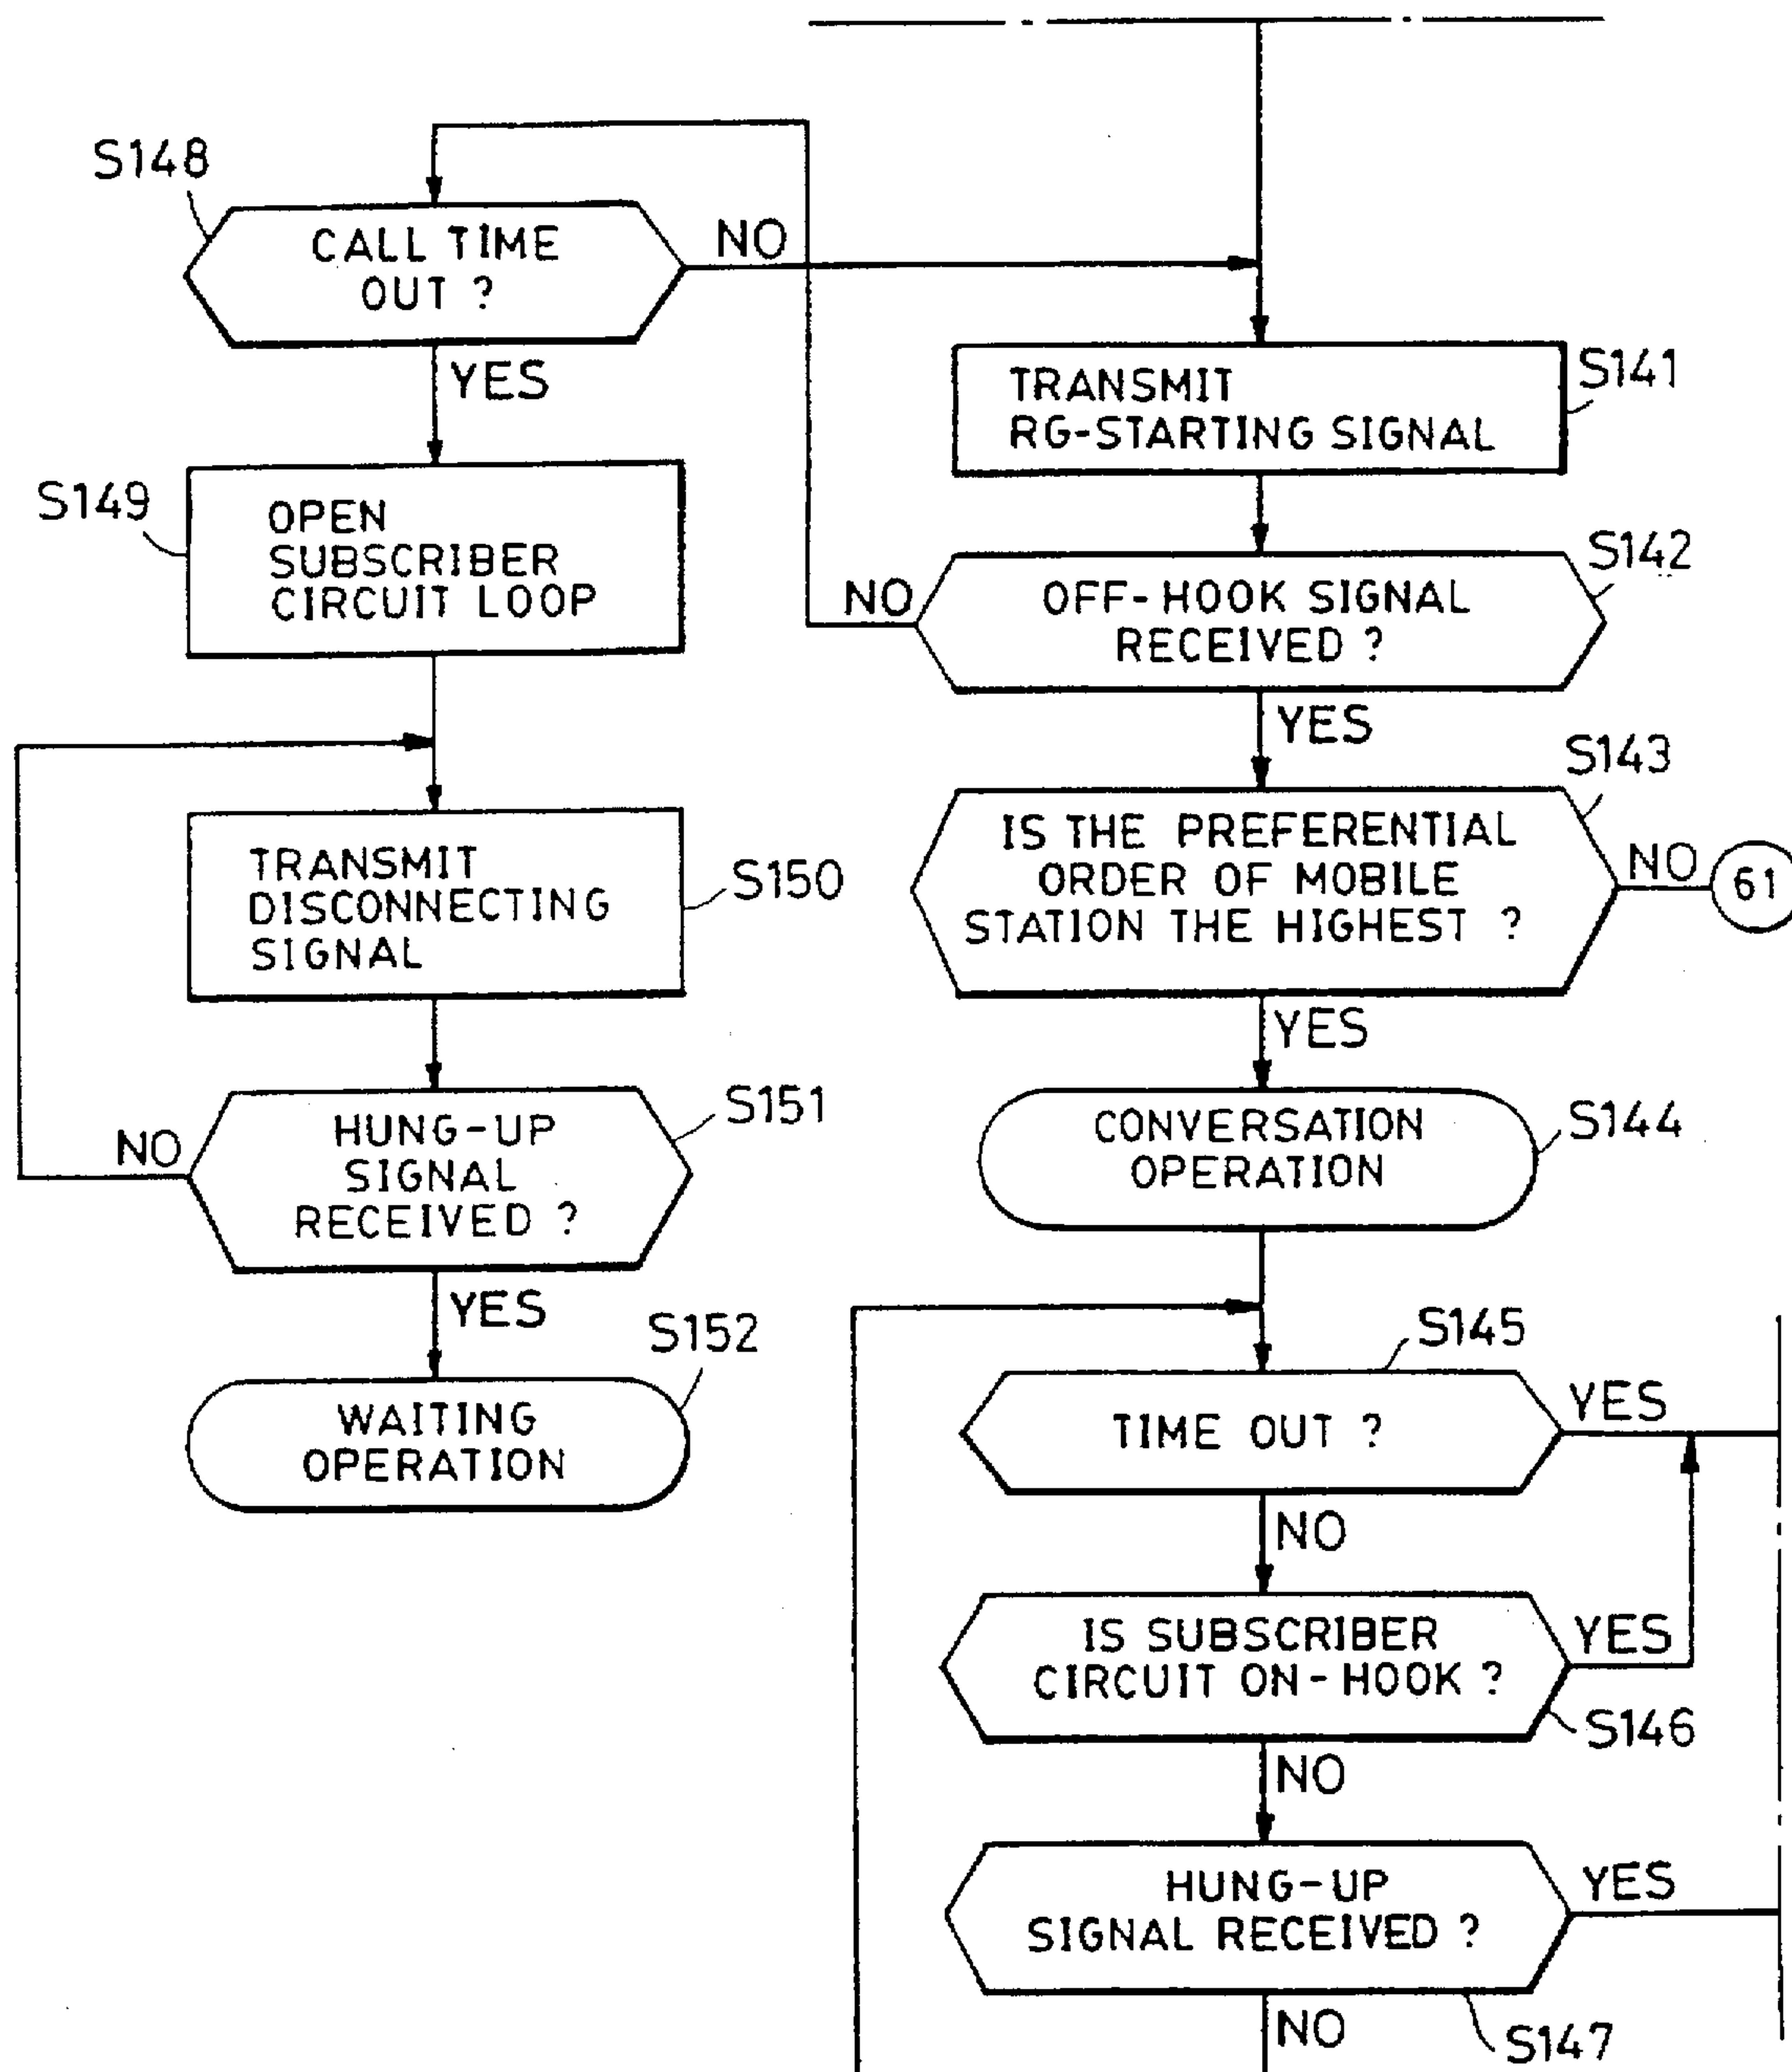 S148
CALL TIME
OUT ?
NO
YES
S149
OPEN
SUBSCRIBER
CIRCUIT LOOP
TRANSMIT
DISCONNECTING
SIGNAL
S150
HUNG-UP
SIGNAL
RECEIVED ?
S151
NO
YES
S152
WAITING
OPERATION
TRANSMIT
RG-STARTING SIGNAL
S141
S142
OFF-HOOK SIGNAL
RECEIVED ?
NO
YES
S143
IS THE PREFERENTIAL
ORDER OF MOBILE
STATION THE HIGHEST ?
NO
61
YES
CONVERSATION
OPERATION
S144
S145
TIME OUT ?
YES
NO
IS SUBSCRIBER
CIRCUIT ON-HOOK ?
YES
S146
NO
HUNG-UP
SIGNAL RECEIVED ?
YES
NO
S147